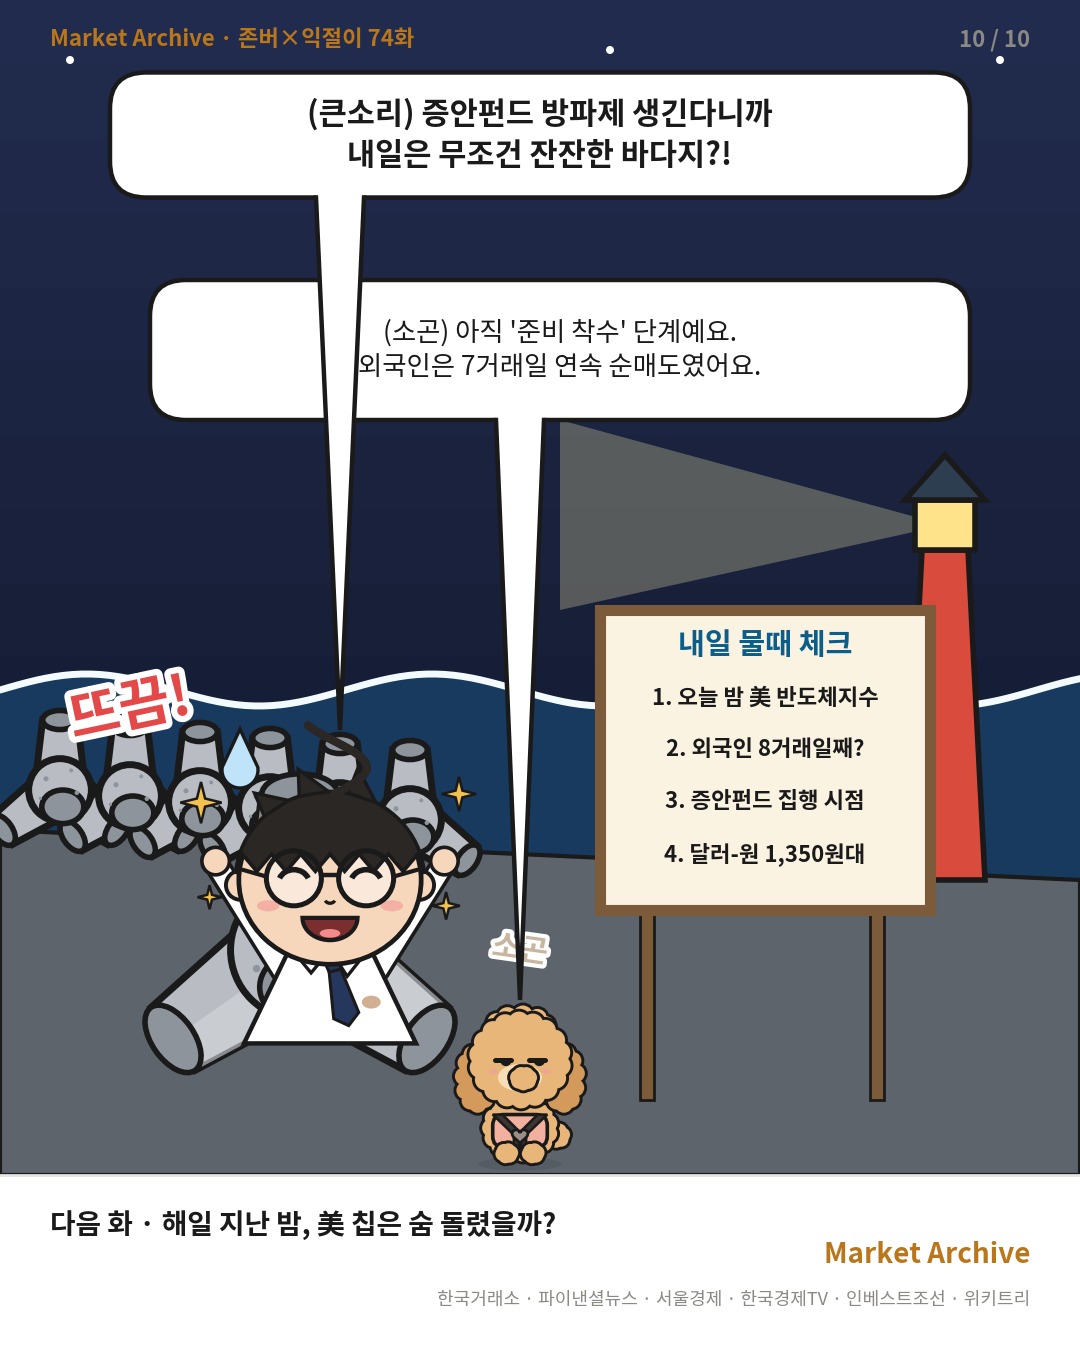 Market Archive · 존버×익절이 74화
10 / 10
(큰소리) 증안펀드 방파제 생긴다니까
내일은 무조건 잔잔한 바다지?!
(소곤) 아직 '준비 착수' 단계예요.
외국인은 7거래일 연속 순매도였어요.
내일 물때 체크
1. 오늘 밤 美 반도체지수
2. 외국인 8거래일째?
3. 증안펀드 집행 시점
4. 달러-원 1,350원대
뜨끔!
소곤
다음 화 · 해일 지난 밤, 美 칩은 숨 돌렸을까?
Market Archive
한국거래소 · 파이낸셜뉴스 · 서울경제 · 한국경제TV · 인베스트조선 · 위키트리